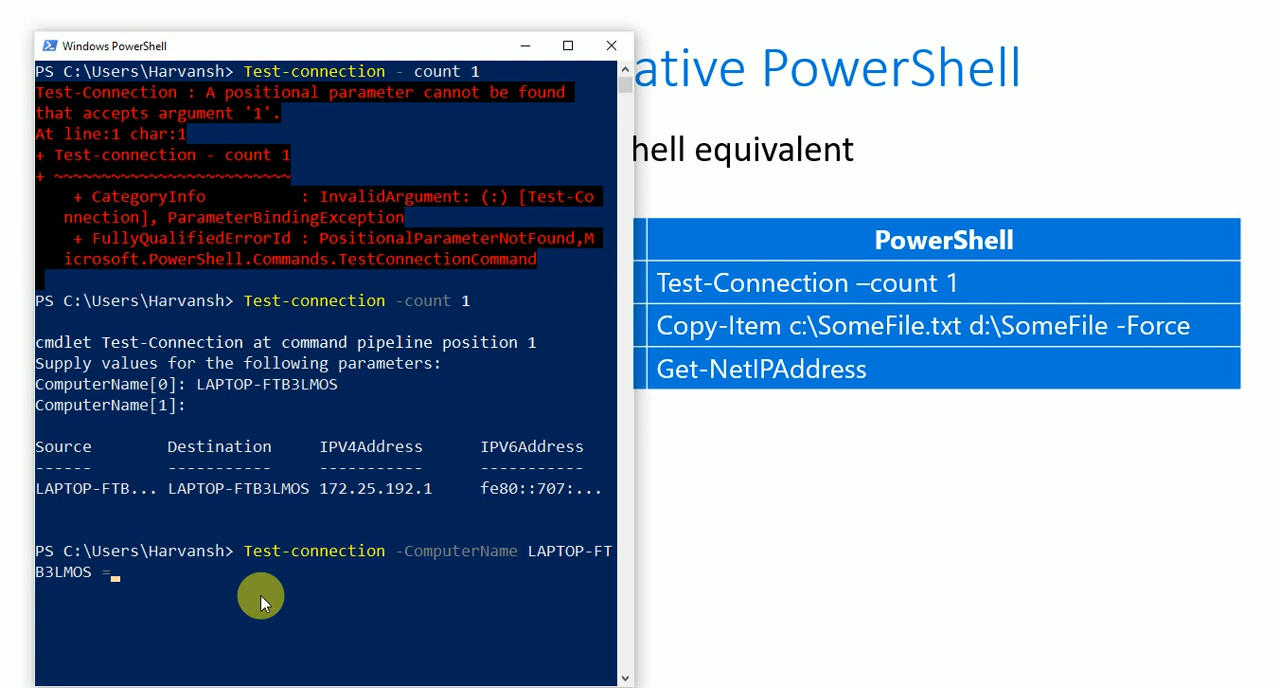 Windows PowerShell
PS C:\Users\Harvansh> Test-connection - count 1
Test-Connection : A positional parameter cannot be found
that accepts argument '1'.
At line:1 char:1
+ Test-connection - count 1
+ ~~~~~~~~~~~~~~~~~~~~~~~~~
+ CategoryInfo : InvalidArgument: (:) [Test-Co
nnection], ParameterBindingException
+ FullyQualifiedErrorId : PositionalParameterNotFound,M
icrosoft.PowerShell.Commands.TestConnectionCommand
PS C:\Users\Harvansh> Test-connection -count 1
cmdlet Test-Connection at command pipeline position 1
Supply values for the following parameters:
ComputerName[0]: LAPTOP-FTB3LMOS
ComputerName[1]:
Source Destination IPV4Address IPV6Address
------ ----------- ----------- -----------
LAPTOP-FTB... LAPTOP-FTB3LMOS 172.25.192.1 fe80::707:...
PS C:\Users\Harvansh> Test-connection -ComputerName LAPTOP-FT
B3LMOS =
ative PowerShell
hell equivalent
PowerShell
Test-Connection –count 1
Copy-Item c:\SomeFile.txt d:\SomeFile -Force
Get-NetIPAddress